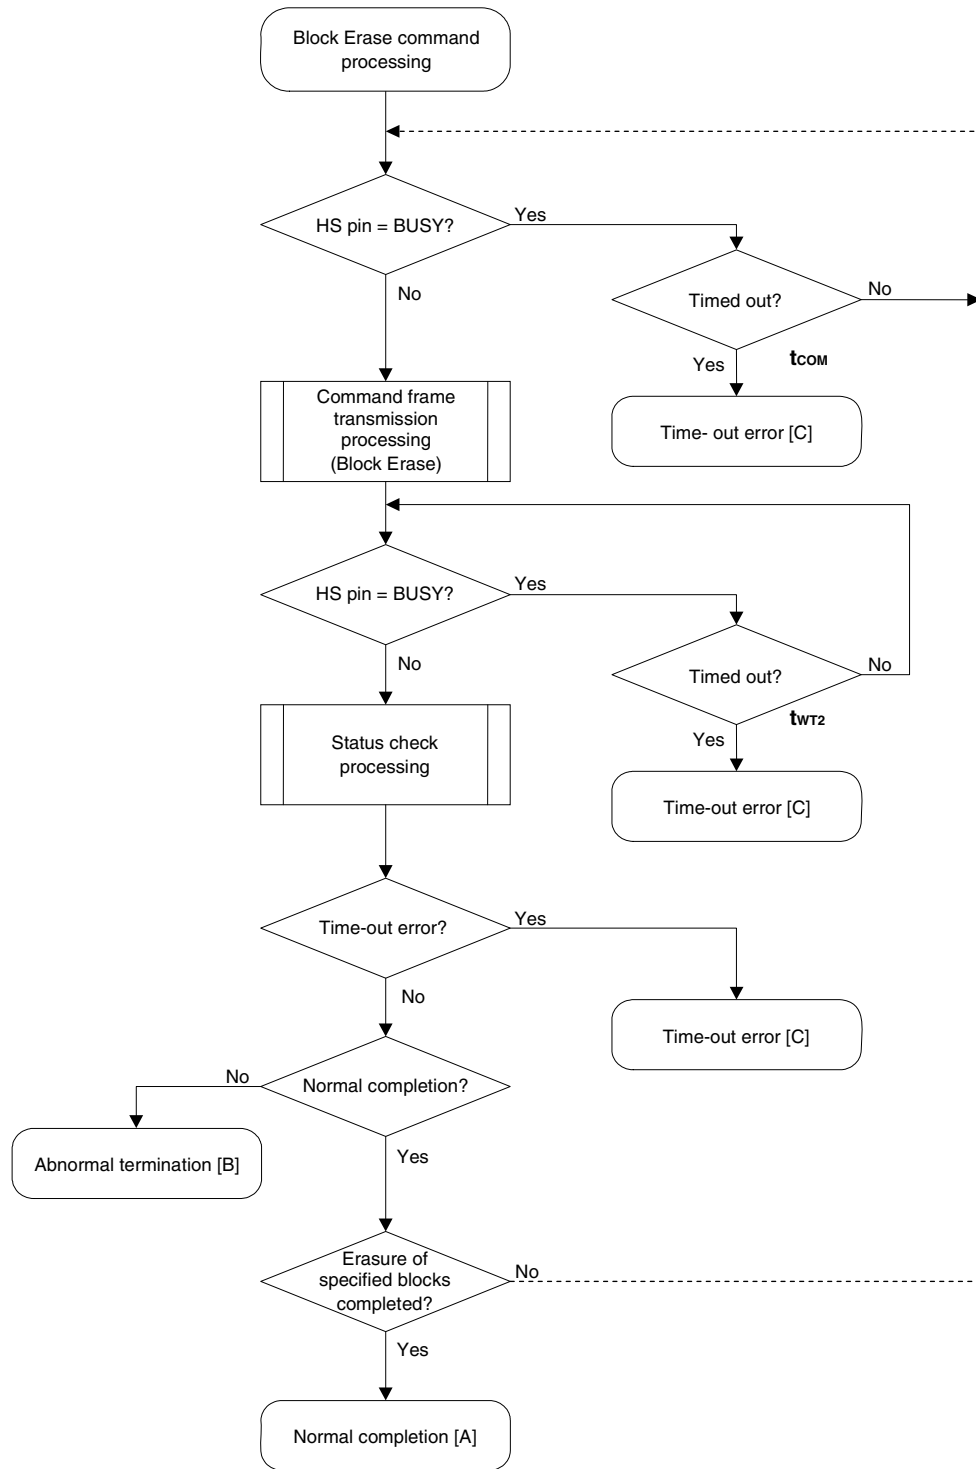 Block Erase command
processing
HS pin = BUSY?
Yes
No
Timed out?
No
Yes
tCOM
Time- out error [C]
Command frame
transmission
processing
(Block Erase)
HS pin = BUSY?
Yes
No
Timed out?
No
Yes
tWT2
Time-out error [C]
Status check
processing
Time-out error?
Yes
No
Time-out error [C]
Normal completion?
No
Yes
Abnormal termination [B]
Erasure of
specified blocks
completed?
No
Yes
Normal completion [A]